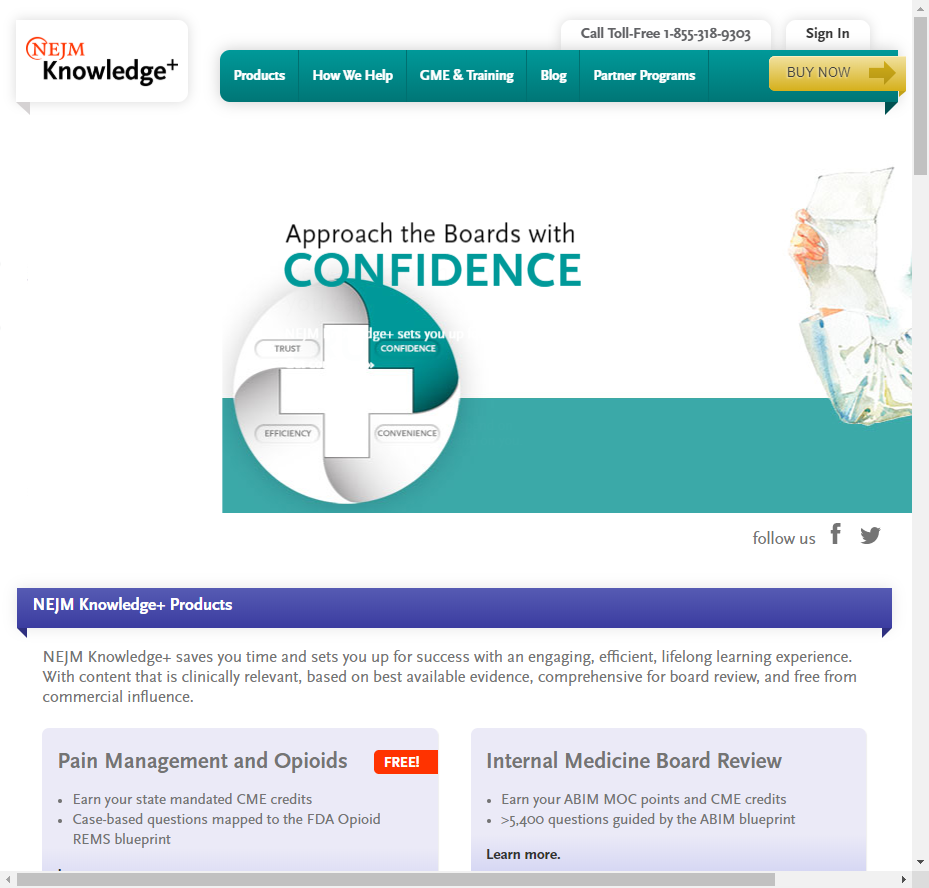 Call Toll-Free 1-855-318-9303
Sign In
NEJM
Knowledge+
Products
How We Help
GME & Training
Blog
Partner Programs
BUY NOW
Approach the Boards with
CONFIDENCE
NEJM
dge+ sets you up
TRUST
CONFIDENCE
EFFICIENCY
CONVENIENCE
follow us
NEJM Knowledge+ Products
NEJM Knowledge+ saves you time and sets you up for success with an engaging, efficient, lifelong learning experience.
With content that is clinically relevant, based on best available evidence, comprehensive for board review, and free from
commercial influence.
Pain Management and Opioids
FREE!
• Earn your state mandated CME credits
• Case-based questions mapped to the FDA Opioid
REMS blueprint
Internal Medicine Board Review
• Earn your ABIM MOC points and CME credits
• >5,400 questions guided by the ABIM blueprint
Learn more.